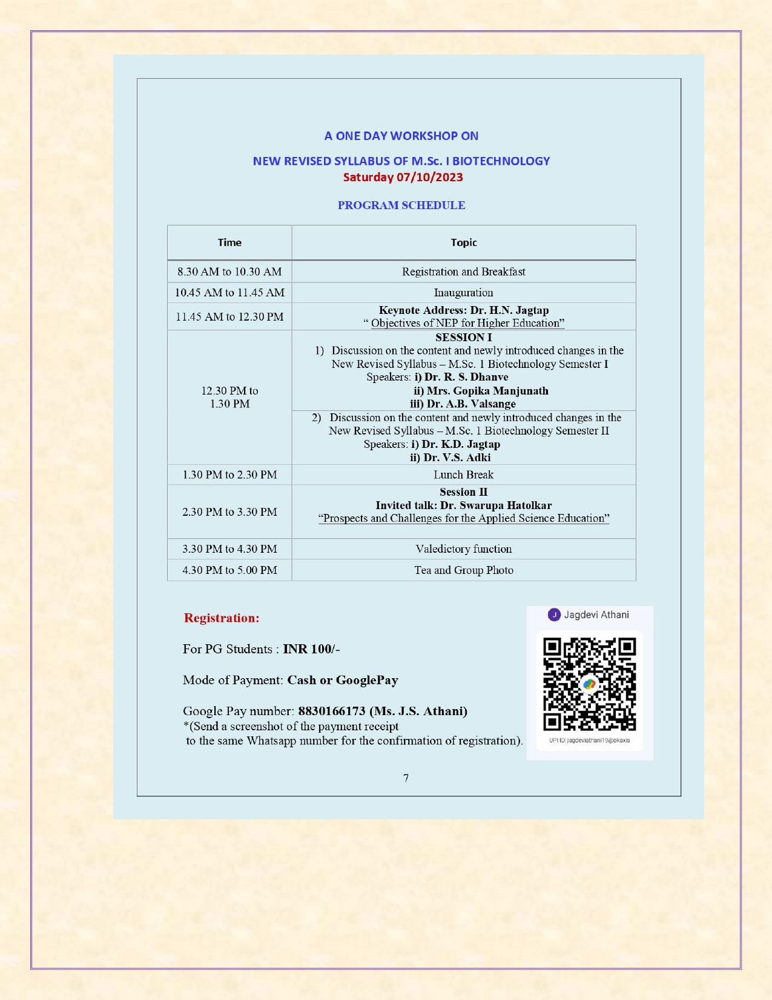 A ONE DAY WORKSHOP ON
NEW REVISED SYLLABUS OF M.Sc. I BIOTECHNOLOGY
Saturday 07/10/2023
PROGRAM SCHEDULE
Time Topic
8.30 AM to 10.30 AM Registration and Breakfast
10.45 AM to 11.45 AM Inauguration
11.45 AM to 12.30 PM
Keynote Address: Dr. H.N. Jagtap
“ Objectives of NEP for Higher Education”
12.30 PM to
1.30 PM
SESSION I
1) Discussion on the content and newly introduced changes in the
New Revised Syllabus – M.Sc. 1 Biotechnology Semester I
Speakers: i) Dr. R. S. Dhanve
ii) Mrs. Gopika Manjunath
iii) Dr. A.B. Valsange
2) Discussion on the content and newly introduced changes in the
New Revised Syllabus – M.Sc. 1 Biotechnology Semester II
Speakers: i) Dr. K.D. Jagtap
ii) Dr. V.S. Adki
1.30 PM to 2.30 PM Lunch Break
2.30 PM to 3.30 PM
Session II
Invited talk: Dr. Swarupa Hatolkar
“Prospects and Challenges for the Applied Science Education”
3.30 PM to 4.30 PM Valedictory function
4.30 PM to 5.00 PM Tea and Group Photo
Registration:
For PG Students : INR 100/-
Mode of Payment: Cash or GooglePay
Google Pay number: 8830166173 (Ms. J.S. Athani)
*(Send a screenshot of the payment receipt
to the same Whatsapp number for the confirmation of registration).
J Jagdevi Athani
UPI ID: jagdeviathani19@okaxis
7